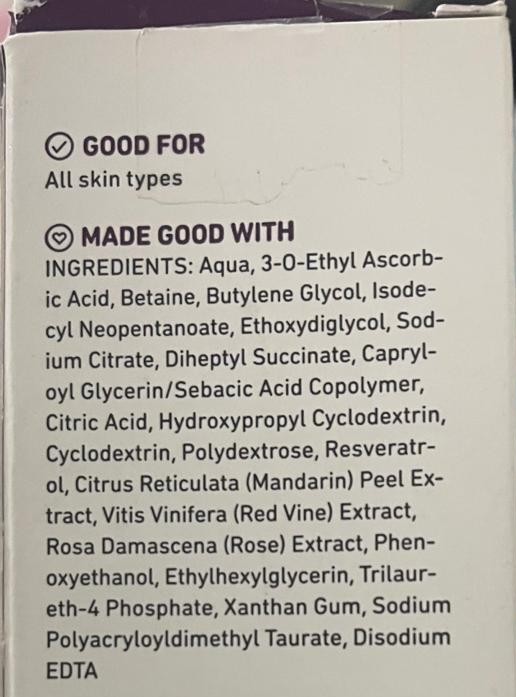 GOOD FOR
All skin types
MADE GOOD WITH
INGREDIENTS: Aqua, 3-O-Ethyl Ascorb-
ic Acid, Betaine, Butylene Glycol, Isode-
cyl Neopentanoate, Ethoxydiglycol, Sod-
ium Citrate, Diheptyl Succinate, Capryl-
oyl Glycerin/Sebacic Acid Copolymer,
Citric Acid, Hydroxypropyl Cyclodextrin,
Cyclodextrin, Polydextrose, Resveratr-
ol, Citrus Reticulata (Mandarin) Peel Ex-
tract, Vitis Vinifera (Red Vine) Extract,
Rosa Damascena (Rose) Extract, Phen-
oxyethanol, Ethylhexylglycerin, Trilaur-
eth-4 Phosphate, Xanthan Gum, Sodium
Polyacryloyldimethyl Taurate, Disodium
EDTA